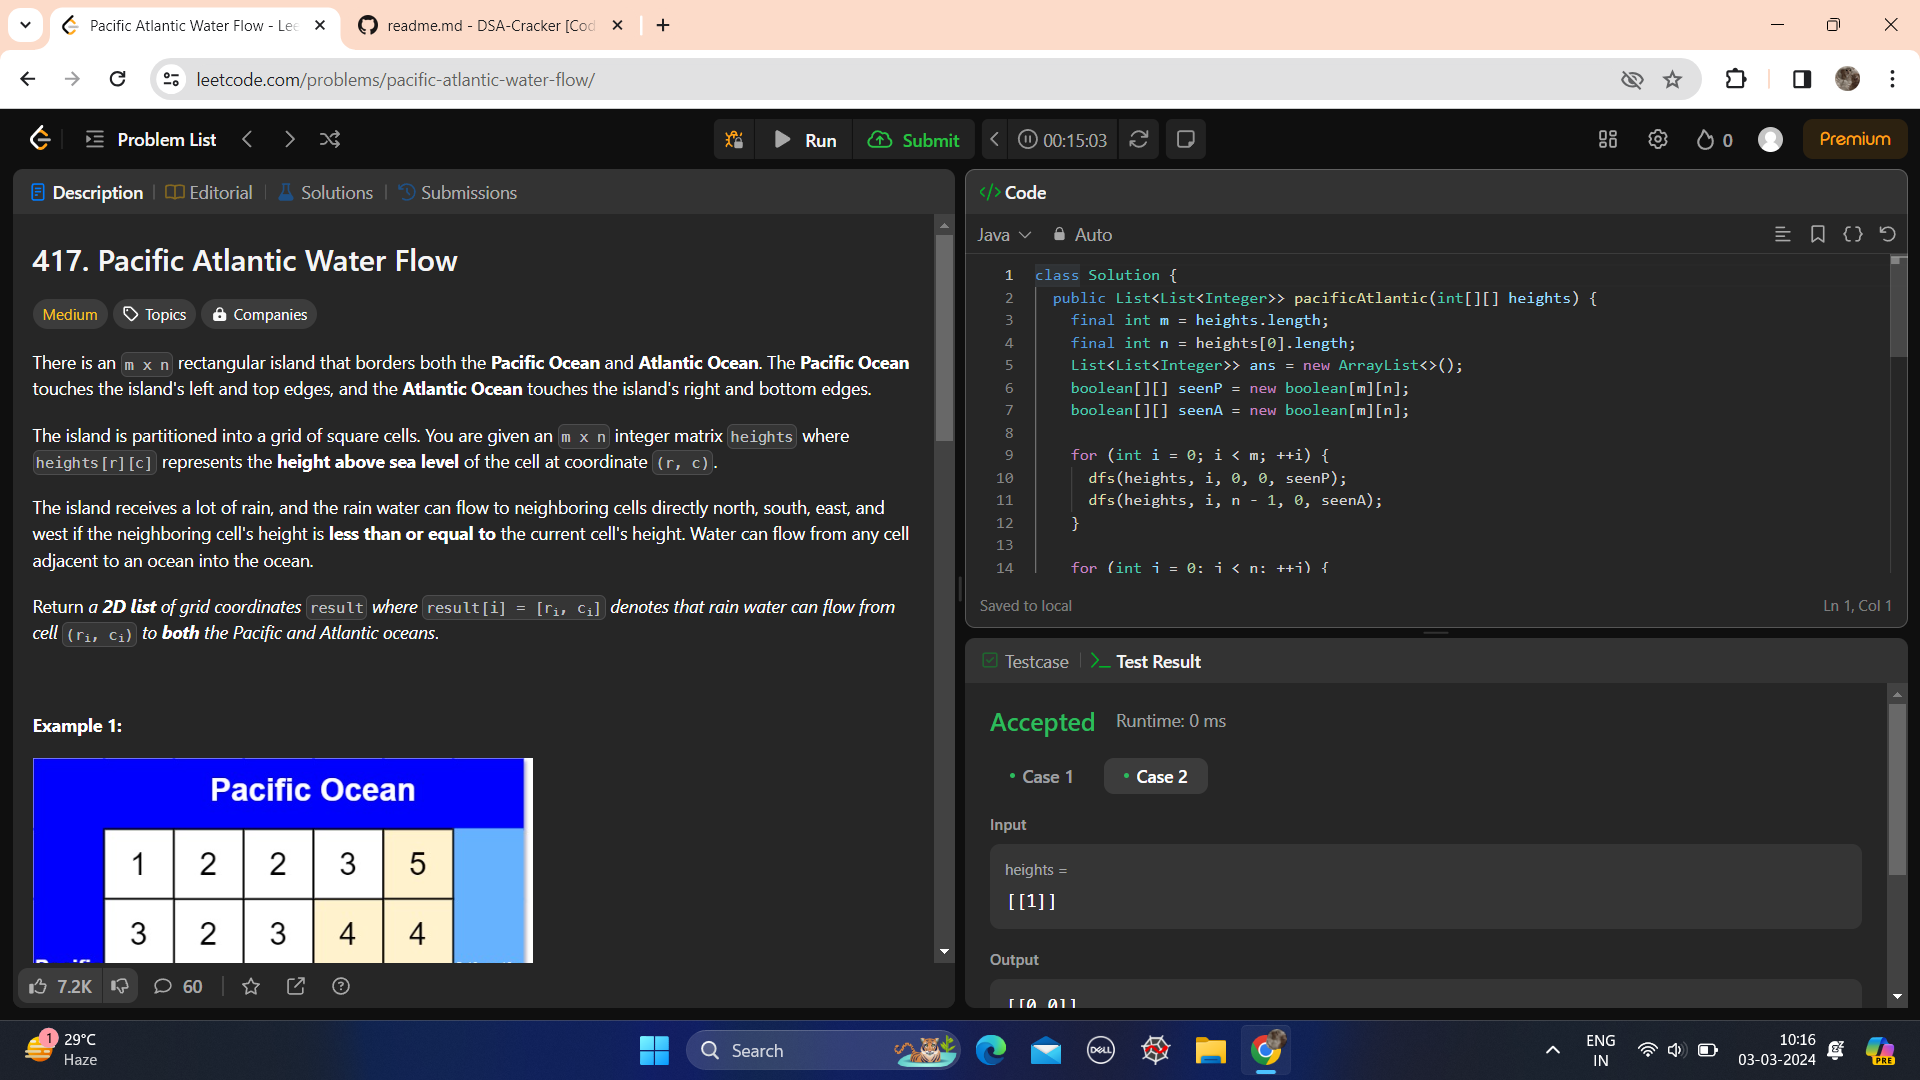 Pacific Atlantic Water Flow - Lee
readme.md - DSA-Cracker [Cod
leetcode.com/problems/pacific-atlantic-water-flow/
Problem List
Run
Submit
00:15:03
0
Premium
Description
Editorial
Solutions
Submissions
417. Pacific Atlantic Water Flow
Medium
Topics
Companies
There is an m x n rectangular island that borders both the Pacific Ocean and Atlantic Ocean. The Pacific Ocean
touches the island's left and top edges, and the Atlantic Ocean touches the island's right and bottom edges.
The island is partitioned into a grid of square cells. You are given an m x n integer matrix heights where
heights[r][c] represents the height above sea level of the cell at coordinate (r, c).
The island receives a lot of rain, and the rain water can flow to neighboring cells directly north, south, east, and
west if the neighboring cell's height is less than or equal to the current cell's height. Water can flow from any cell
adjacent to an ocean into the ocean.
Return a 2D list of grid coordinates result where result[i] = [ri, ci] denotes that rain water can flow from
cell (ri, ci) to both the Pacific and Atlantic oceans.
Example 1:
Pacific Ocean
1 2 2 3 5
3 2 3 4 4
7.2K
60
Code
Java
Auto
1 class Solution {
2 public List<List<Integer>> pacificAtlantic(int[][] heights) {
3 final int m = heights.length;
4 final int n = heights[0].length;
5 List<List<Integer>> ans = new ArrayList<>();
6 boolean[][] seenP = new boolean[m][n];
7 boolean[][] seenA = new boolean[m][n];
8
9 for (int i = 0; i < m; ++i) {
10 dfs(heights, i, 0, 0, seenP);
11 dfs(heights, i, n - 1, 0, seenA);
12 }
13
14 for (int j = 0; j < n; ++j) {
Saved to local
Ln 1, Col 1
Testcase
Test Result
Accepted
Runtime: 0 ms
Case 1
Case 2
Input
heights =
[[1]]
Output
[[0,0]]
1
29°C
Haze
Search
DELL
PRE
ENG
IN
10:16
03-03-2024